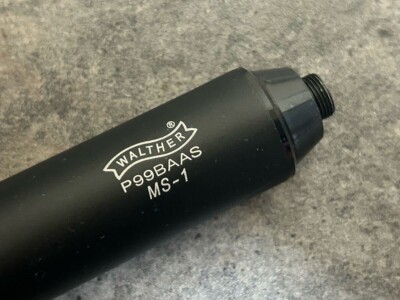 ®
WALTHER
P99BAAS
MS-1